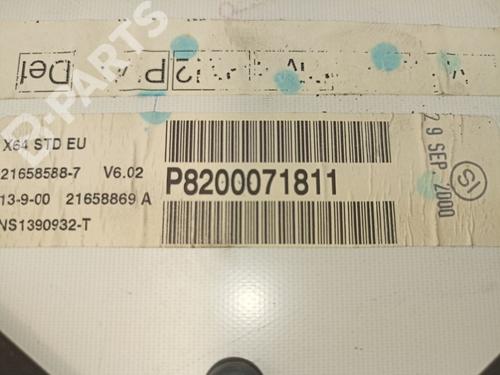 D-PARTS
Det P 2
X64 STD EU
21658588-7 V6.02
13-9-00 21658869 A
NS1390932-T
P8200071811
29 SEP. 2000
SI